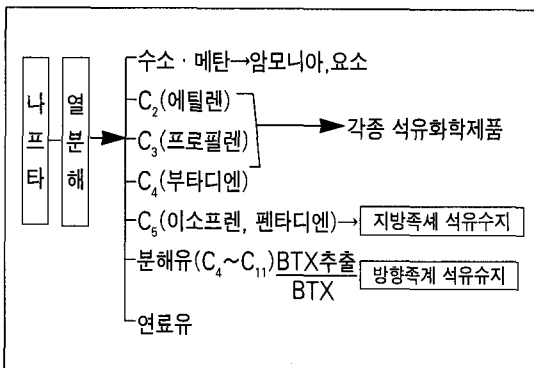 수소·메탄→암모니아,요소
나프타
열분해
C₂(에틸렌)
C₃(프로필렌)
각종 석유화학제품
C₄(부타디엔)
C₅(이소프렌, 펜타디엔)→ 지방족셰 석유수지
분해유(C₄~C₁₁) BTX추출 방향족계 석유슈지
BTX
연료유